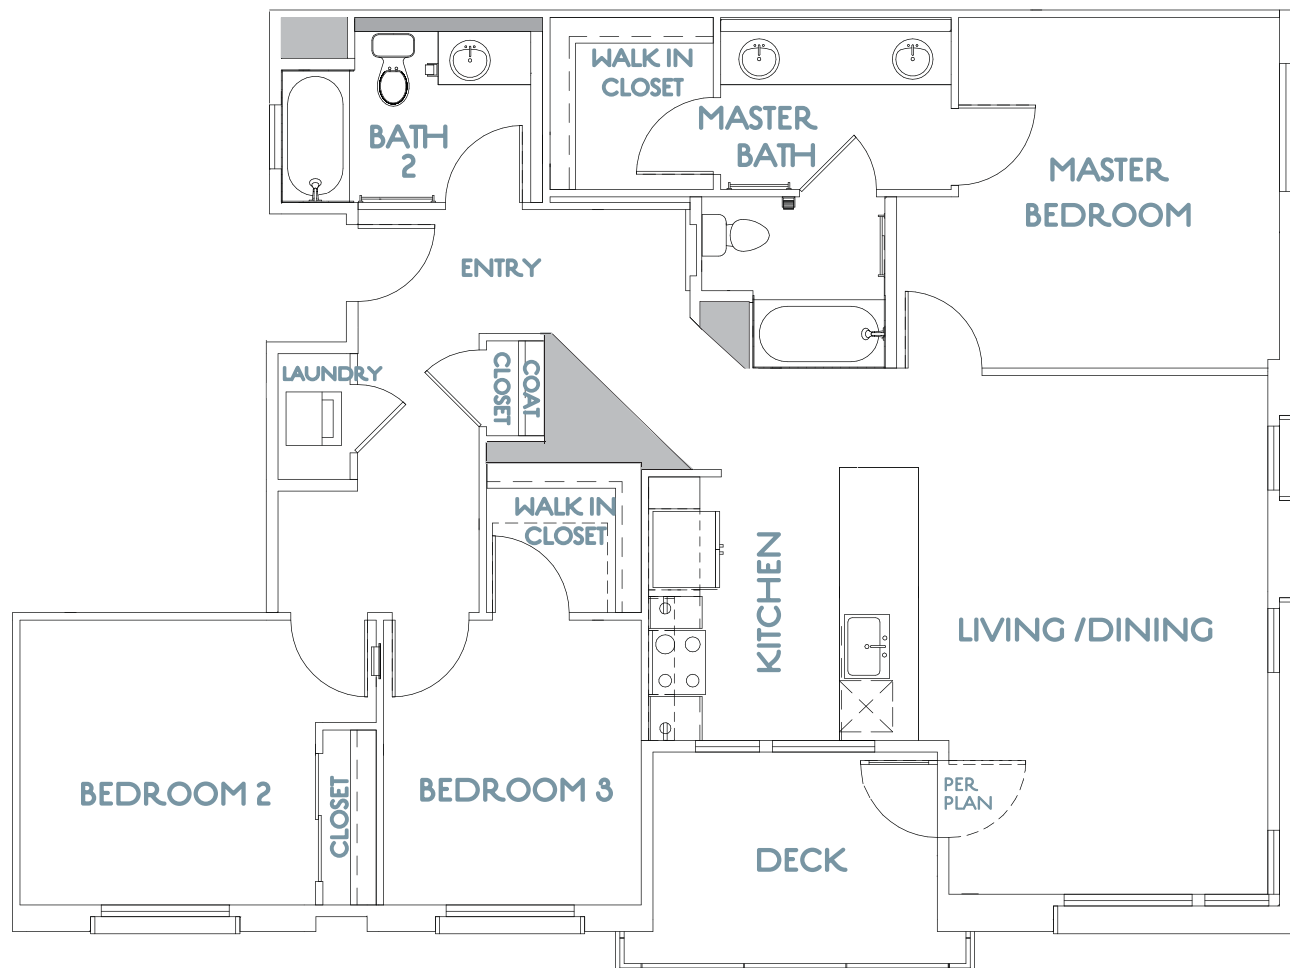 WALK IN
CLOSET
MASTER
BATH
BATH
2
MASTER
BEDROOM
ENTRY
LAUNDRY
COAT
CLOSET
WALK IN
CLOSET
KITCHEN
LIVING /DINING
BEDROOM 2
CLOSET
BEDROOM 3
PER
PLAN
DECK